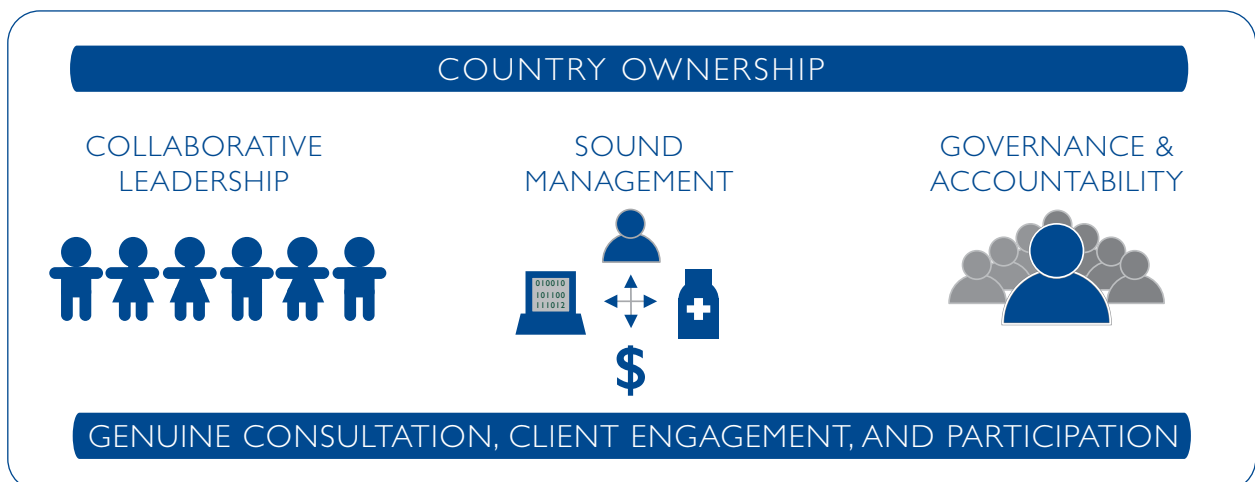 COUNTRY OWNERSHIP
COLLABORATIVE
LEADERSHIP
SOUND
MANAGEMENT
GOVERNANCE &
ACCOUNTABILITY
010010
101100
111012
$
GENUINE CONSULTATION, CLIENT ENGAGEMENT, AND PARTICIPATION